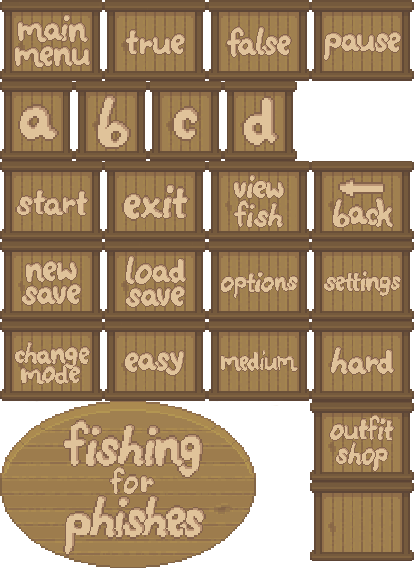 main
menu
true
false
pause
a
b
c
d
start
exit
view
fish
back
new
save
load
save
options
settings
change
mode
easy
medium
hard
fishing
for
phishes
outfit
shop